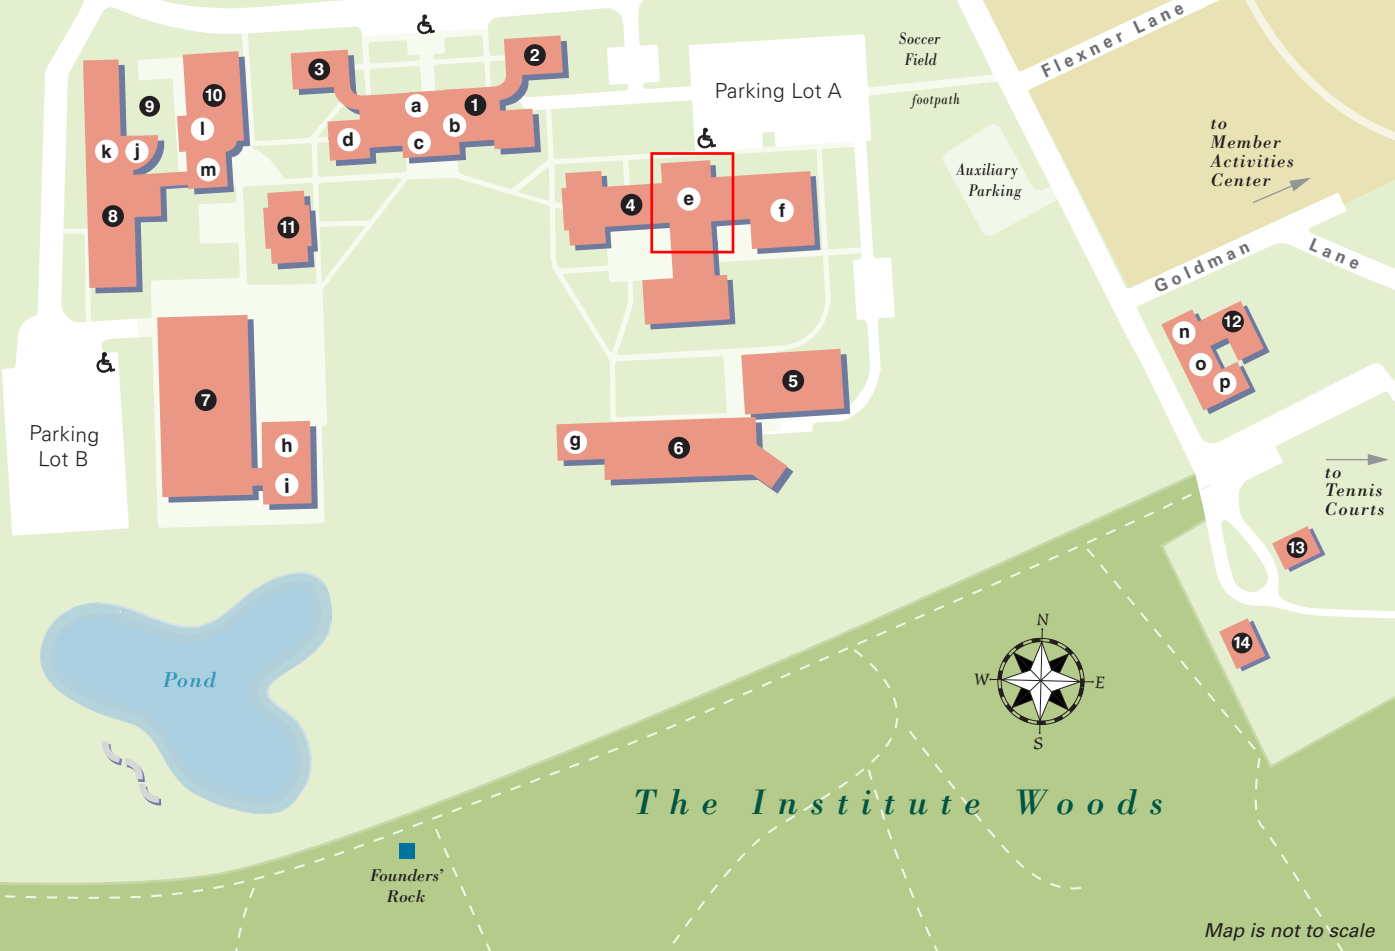 Flexner Lane
Soccer
Field
footpath
Parking Lot A
to
Member
Activities
Center
Auxiliary
Parking
Goldman
Lane
1
2
3
a
b
c
d
9
10
l
k
j
m
8
11
4
e
f
7
h
i
5
g
6
n
12
o
p
Parking
Lot B
to
Tennis
Courts
13
14
Pond
N
W
E
S
The Institute Woods
Founders'
Rock
Map is not to scale